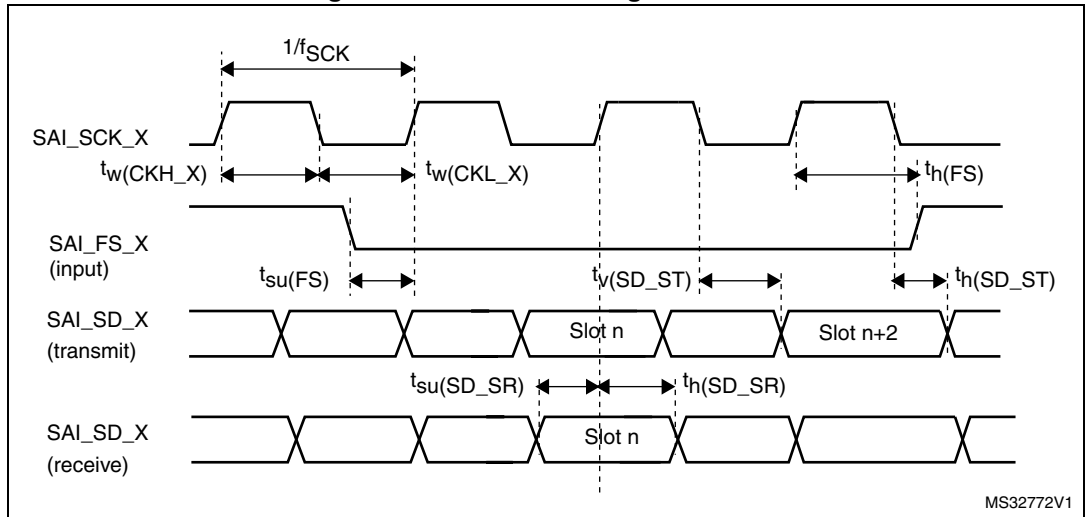 1/fSCK
SAI_SCK_X
tw(CKH_X)
tw(CKL_X)
th(FS)
SAI_FS_X
(input)
tsu(FS)
tv(SD_ST)
th(SD_ST)
SAI_SD_X
(transmit)
Slot n
Slot n+2
tsu(SD_SR)
th(SD_SR)
SAI_SD_X
(receive)
Slot n
MS32772V1